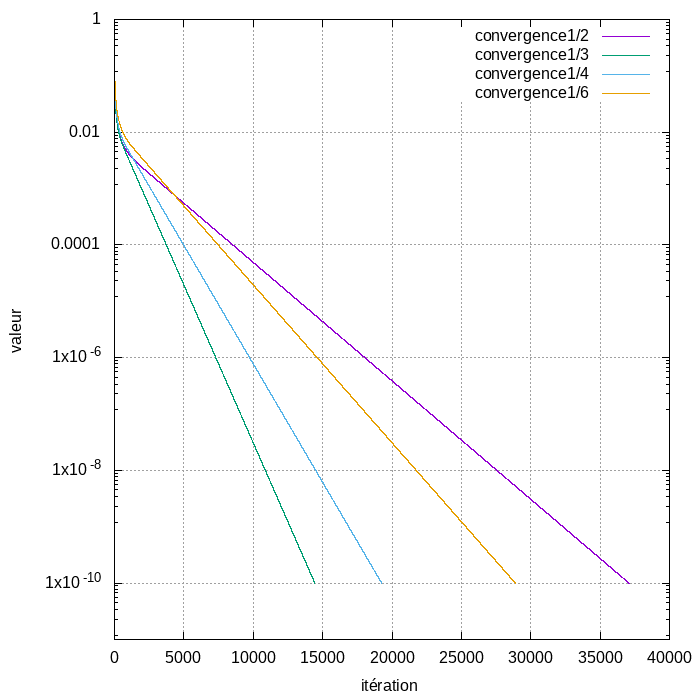 1
0.01
0.0001
1x10^-6
1x10^-8
1x10^-10
0 5000 10000 15000 20000 25000 30000 35000 40000
valeur
itération
convergence1/2
convergence1/3
convergence1/4
convergence1/6